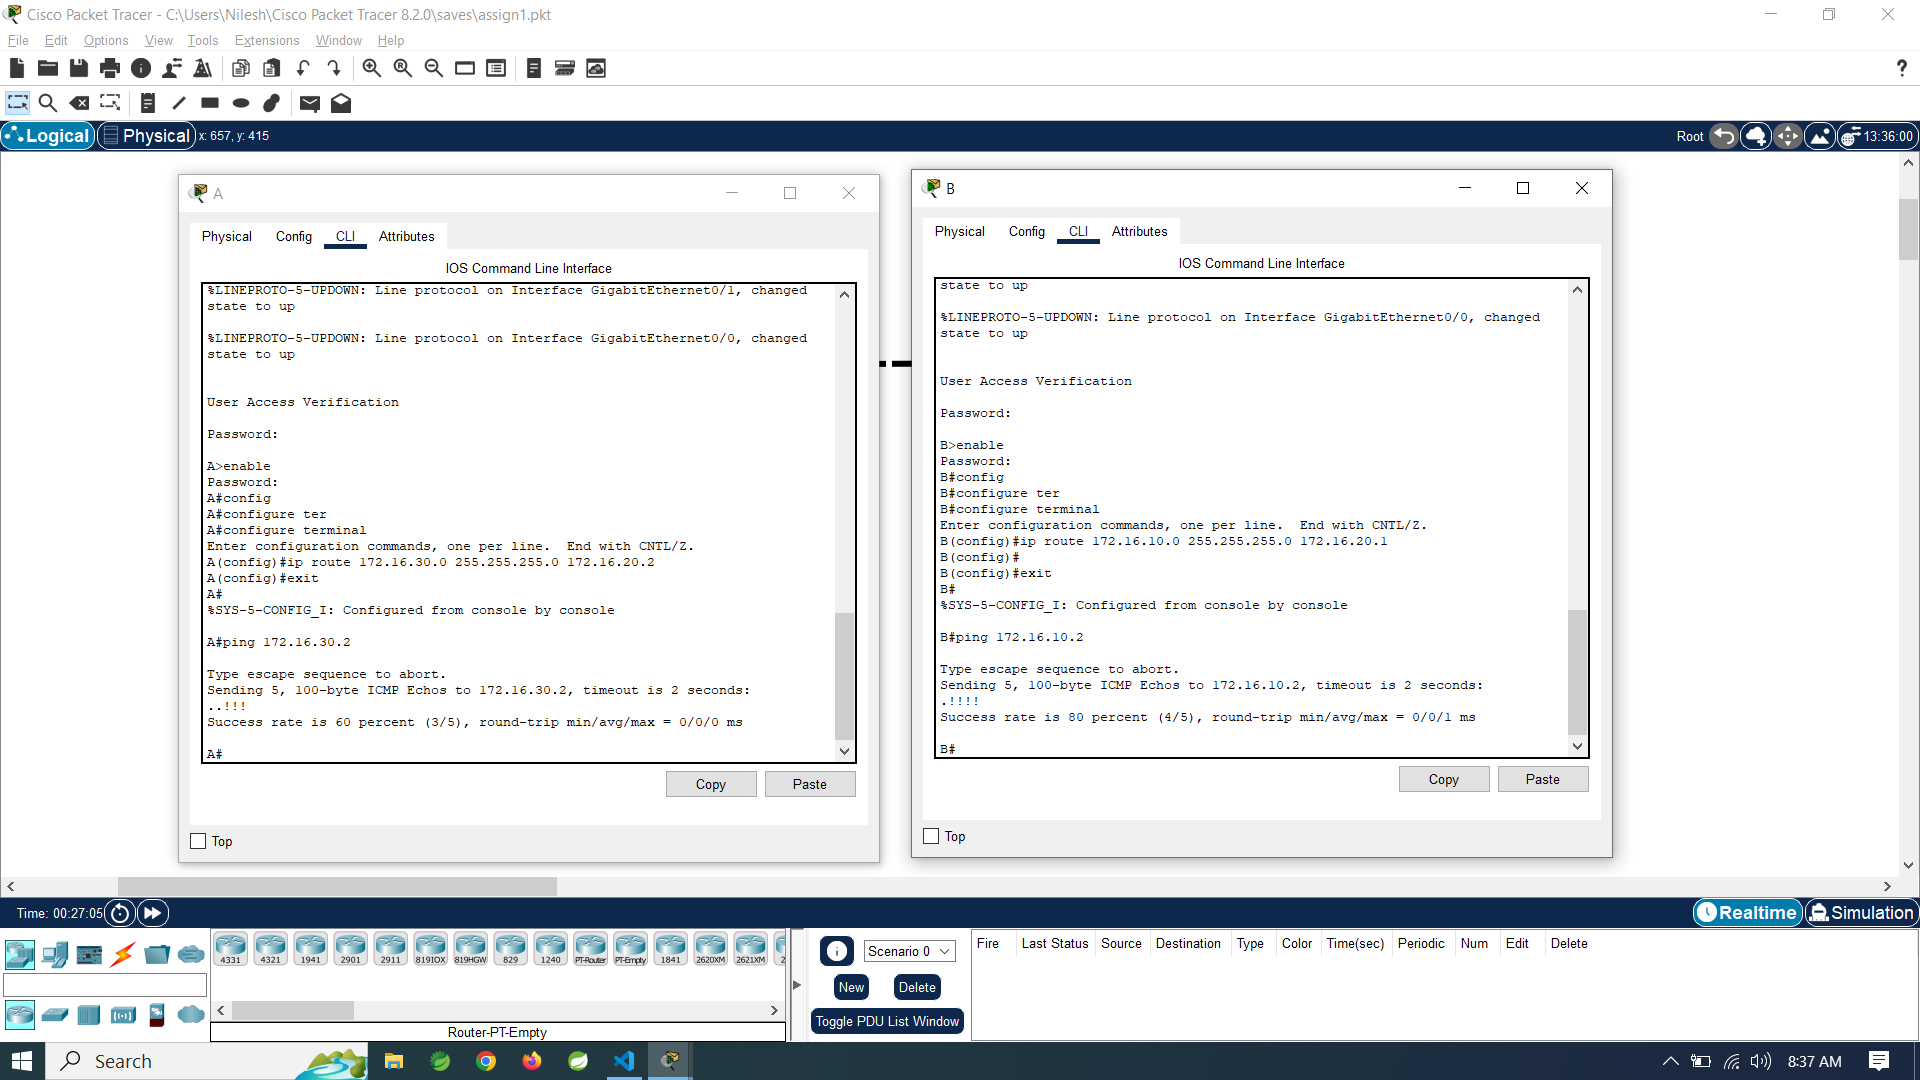 Cisco Packet Tracer - C:\Users\Nilesh\Cisco Packet Tracer 8.2.0\saves\assign1.pkt
File Edit Options View Tools Extensions Window Help
?
Logical Physical x: 657, y: 415
Root 13:36:00
A
Physical Config CLI Attributes
IOS Command Line Interface
%LINEPROTO-5-UPDOWN: Line protocol on Interface GigabitEthernet0/1, changed
state to up
%LINEPROTO-5-UPDOWN: Line protocol on Interface GigabitEthernet0/0, changed
state to up
User Access Verification
Password:
A>enable
Password:
A#config
A#configure ter
A#configure terminal
Enter configuration commands, one per line.  End with CNTL/Z.
A(config)#ip route 172.16.30.0 255.255.255.0 172.16.20.2
A(config)#exit
A#
%SYS-5-CONFIG_I: Configured from console by console
A#ping 172.16.30.2
Type escape sequence to abort.
Sending 5, 100-byte ICMP Echos to 172.16.30.2, timeout is 2 seconds:
..!!!
Success rate is 60 percent (3/5), round-trip min/avg/max = 0/0/0 ms
A#
Copy Paste
Top
B
Physical Config CLI Attributes
IOS Command Line Interface
state to up
%LINEPROTO-5-UPDOWN: Line protocol on Interface GigabitEthernet0/0, changed
state to up
User Access Verification
Password:
B>enable
Password:
B#config
B#configure ter
B#configure terminal
Enter configuration commands, one per line.  End with CNTL/Z.
B(config)#ip route 172.16.10.0 255.255.255.0 172.16.20.1
B(config)#
B(config)#exit
B#
%SYS-5-CONFIG_I: Configured from console by console
B#ping 172.16.10.2
Type escape sequence to abort.
Sending 5, 100-byte ICMP Echos to 172.16.10.2, timeout is 2 seconds:
.!!!!
Success rate is 80 percent (4/5), round-trip min/avg/max = 0/0/1 ms
B#
Copy Paste
Top
Time: 00:27:05
Realtime Simulation
4331 4321 1941 2901 2911 819IOX 819HGW 829 1240 PT-Router PT-Empty 1841 2620XM 2621XM 2
Router-PT-Empty
Scenario 0
New Delete
Toggle PDU List Window
Fire Last Status Source Destination Type Color Time(sec) Periodic Num Edit Delete
Search
8:37 AM